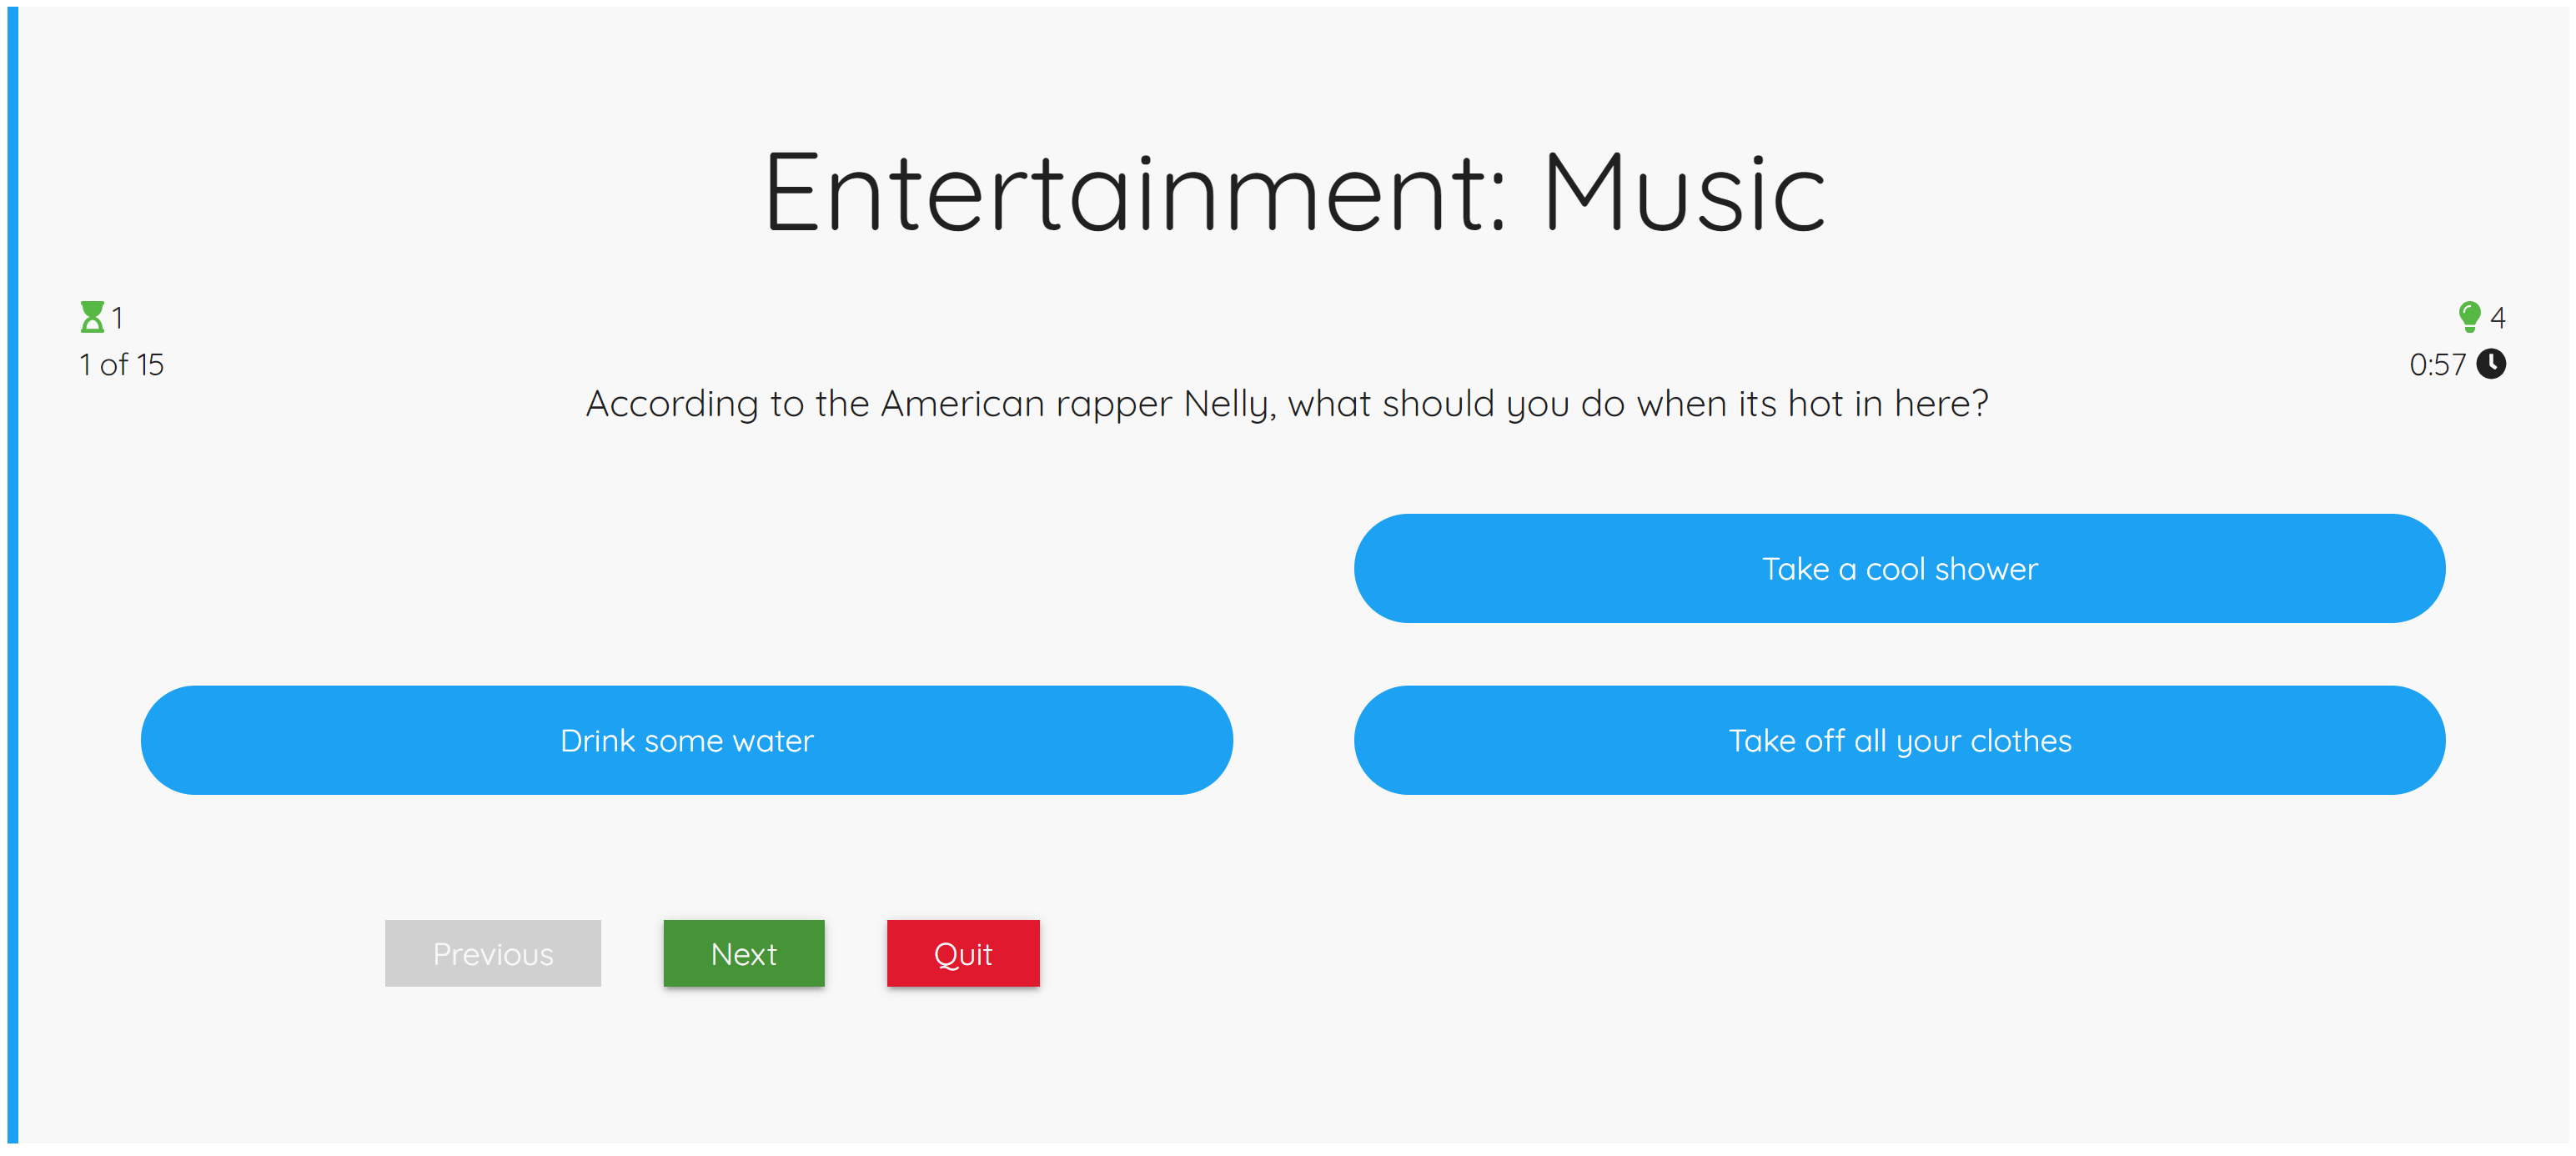 Entertainment: Music
1
4
1 of 15
0:57
According to the American rapper Nelly, what should you do when its hot in here?
Take a cool shower
Drink some water
Take off all your clothes
Previous
Next
Quit